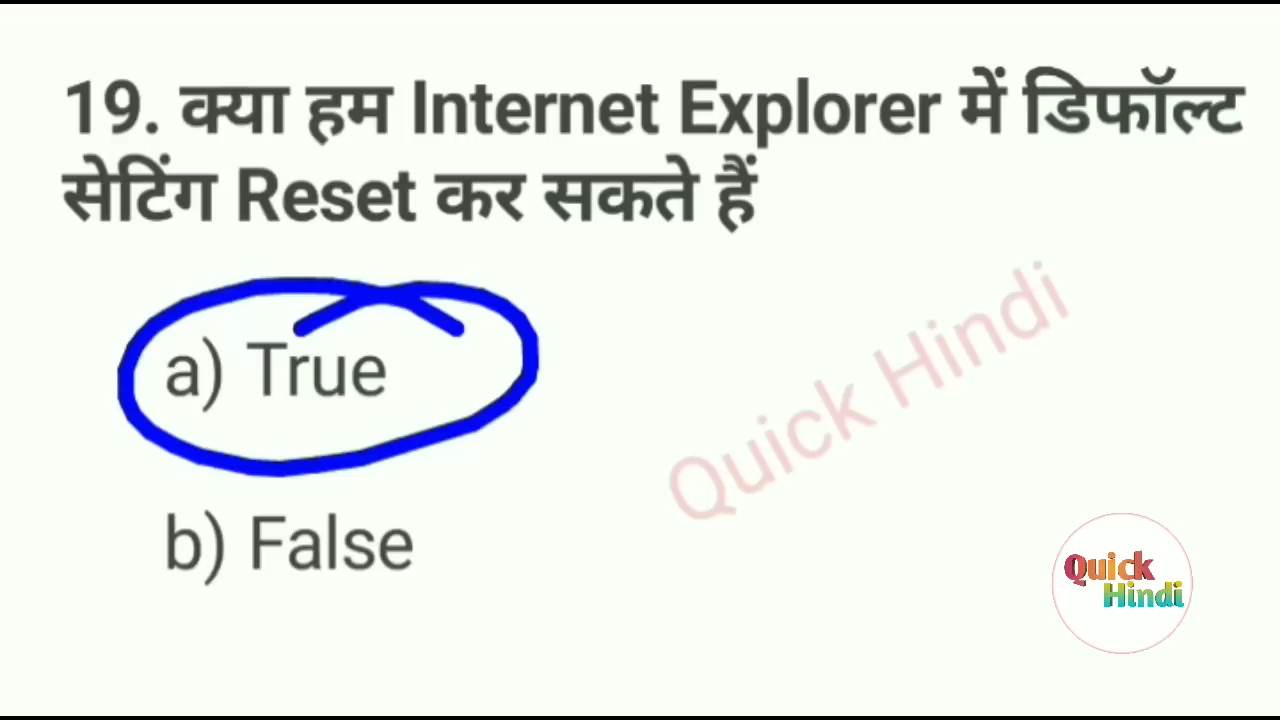 19. क्या हम Internet Explorer में डिफॉल्ट
सेटिंग Reset कर सकते हैं
a) True
b) False
Quick Hindi
Quick
Hindi